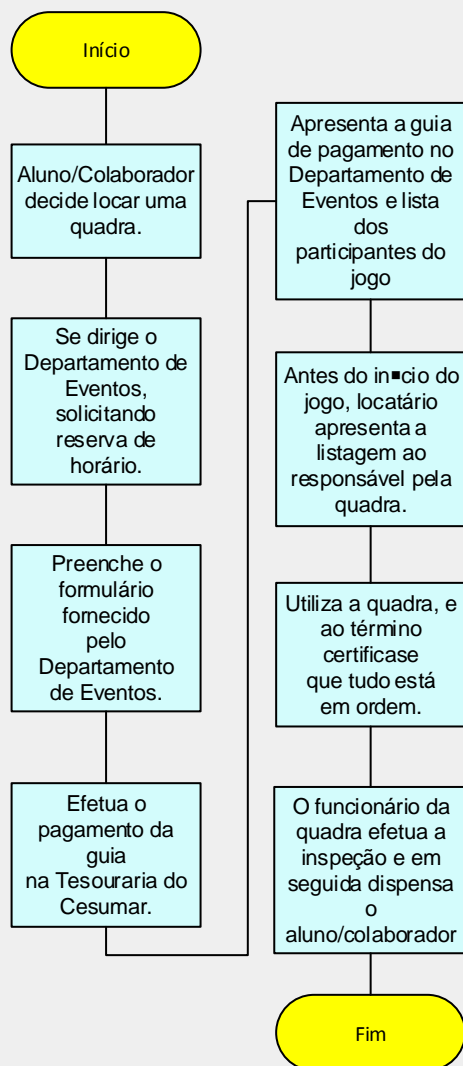 Início
Aluno/Colaborador
decide locar uma
quadra.
Se dirige o
Departamento de
Eventos,
solicitando
reserva de
horário.
Preenche o
formulário
fornecido
pelo
Departamento
de Eventos.
Efetua o
pagamento da
guia
na Tesouraria do
Cesumar.
Apresenta a guia
de pagamento no
Departamento de
Eventos e lista
dos
participantes do
jogo
Antes do in■cio do
jogo, locatário
apresenta a
listagem ao
responsável pela
quadra.
Utiliza a quadra, e
ao término
certificase
que tudo está
em ordem.
O funcionário da
quadra efetua a
inspeção e em
seguida dispensa
o
aluno/colaborador
Fim